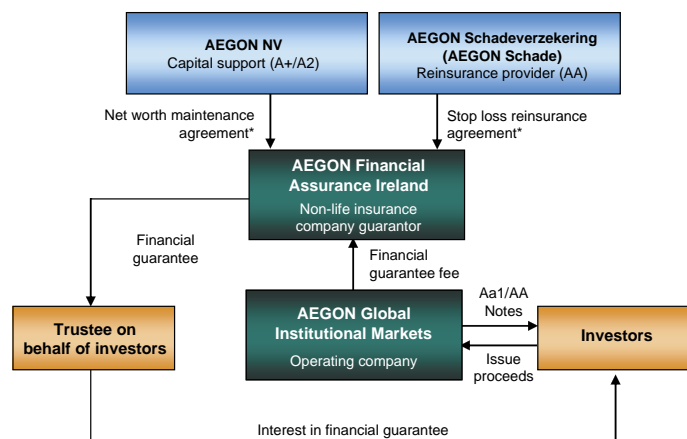 AEGON NV
Capital support (A+/A2)
AEGON Schadeverzekering
(AEGON Schade)
Reinsurance provider (AA)
Net worth maintenance
agreement*
Stop loss reinsurance
agreement*
AEGON Financial
Assurance Ireland
Non-life insurance
company guarantor
Financial
guarantee
Financial
guarantee fee
Trustee on
behalf of investors
AEGON Global
Institutional Markets
Operating company
Aa1/AA
Notes
Issue
proceeds
Investors
Interest in financial guarantee